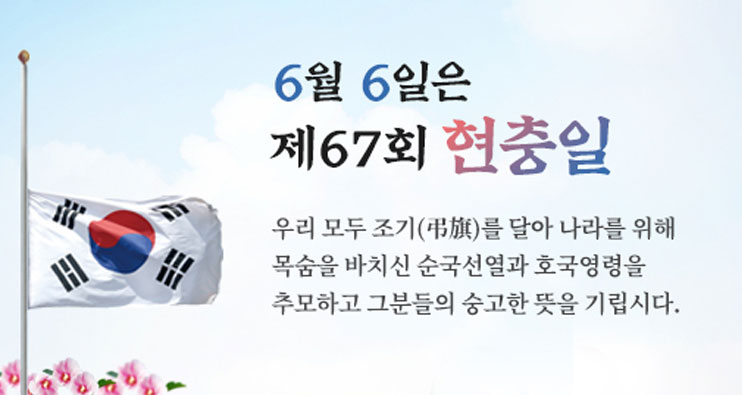 6월 6일은
제67회 현충일
우리 모두 조기(弔旗)를 달아 나라를 위해
목숨을 바치신 순국선열과 호국영령을
추모하고 그분들의 숭고한 뜻을 기립시다.